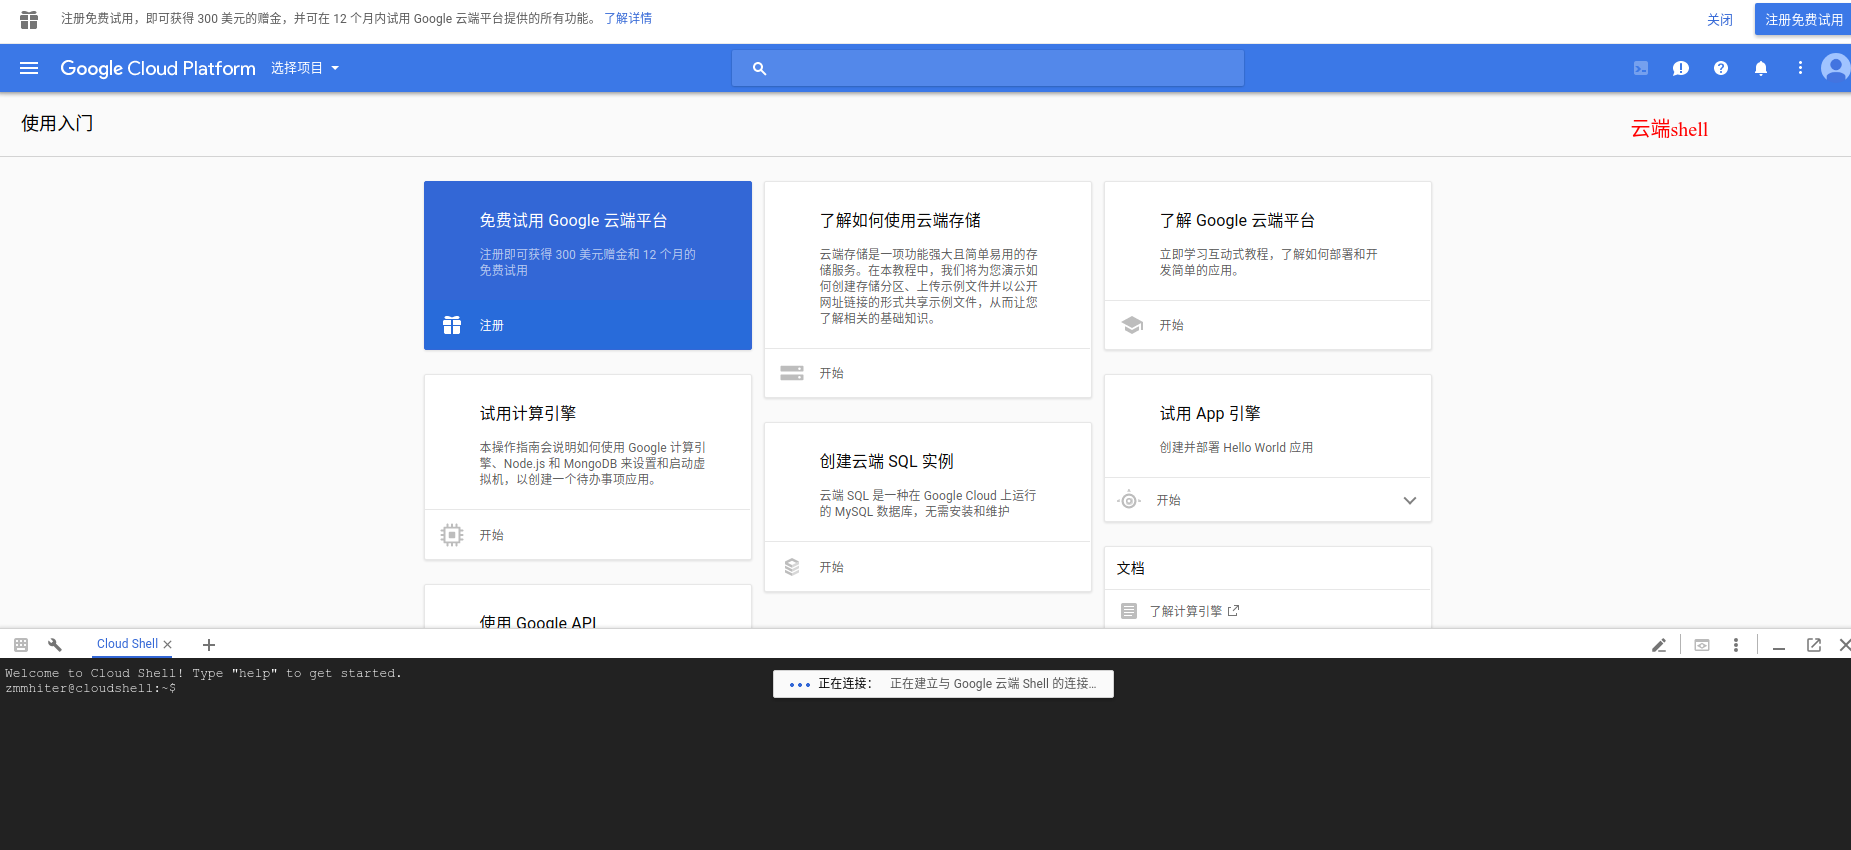 注册免费试用，即可获得 300 美元的赠金，并可在 12 个月内试用 Google 云端平台提供的所有功能。 了解详情
关闭
注册免费试用
Google Cloud Platform
选择项目
使用入门
云端shell
免费试用 Google 云端平台
注册即可获得 300 美元赠金和 12 个月的
免费试用
注册
了解如何使用云端存储
云端存储是一项功能强大且简单易用的存
储服务。在本教程中，我们将为您演示如
何创建存储分区、上传示例文件并以公开
网址链接的形式共享示例文件，从而让您
了解相关的基础知识。
开始
了解 Google 云端平台
立即学习互动式教程，了解如何部署和开
发简单的应用。
开始
试用计算引擎
本操作指南会说明如何使用 Google 计算引
擎、Node.js 和 MongoDB 来设置和启动虚
拟机，以创建一个待办事项应用。
开始
创建云端 SQL 实例
云端 SQL 是一种在 Google Cloud 上运行
的 MySQL 数据库，无需安装和维护
开始
试用 App 引擎
创建并部署 Hello World 应用
开始
文档
了解计算引擎
使用 Google API
Cloud Shell
Welcome to Cloud Shell! Type "help" to get started.
zmmhiter@cloudshell:~$
正在连接： 正在建立与 Google 云端 Shell 的连接...